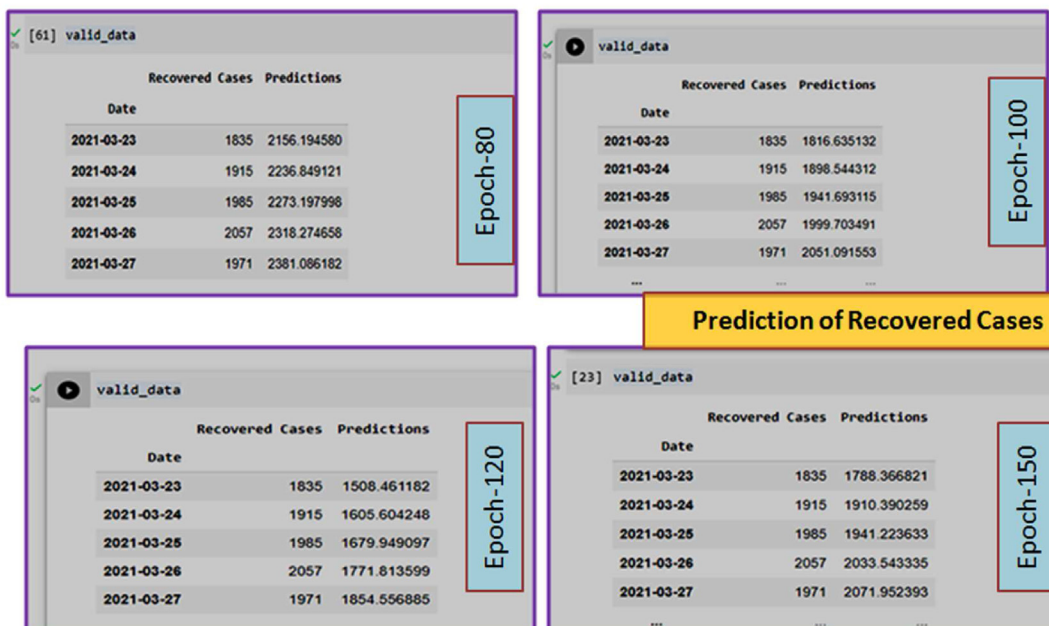 [61] valid_data
Recovered Cases Predictions
Date
2021-03-23 1835 2156.194580
2021-03-24 1915 2236.849121
2021-03-25 1985 2273.197998
2021-03-26 2057 2318.274658
2021-03-27 1971 2381.086182
Epoch-80
valid_data
Recovered Cases Predictions
Date
2021-03-23 1835 1816.635132
2021-03-24 1915 1898.544312
2021-03-25 1985 1941.693115
2021-03-26 2057 1999.703491
2021-03-27 1971 2051.091553
... ... ...
Epoch-100
Prediction of Recovered Cases
valid_data
Recovered Cases Predictions
Date
2021-03-23 1835 1508.461182
2021-03-24 1915 1605.604248
2021-03-25 1985 1679.949097
2021-03-26 2057 1771.813599
2021-03-27 1971 1854.556885
Epoch-120
[23] valid_data
Recovered Cases Predictions
Date
2021-03-23 1835 1788.366821
2021-03-24 1915 1910.390259
2021-03-25 1985 1941.223633
2021-03-26 2057 2033.543335
2021-03-27 1971 2071.952393
... ... ...
Epoch-150